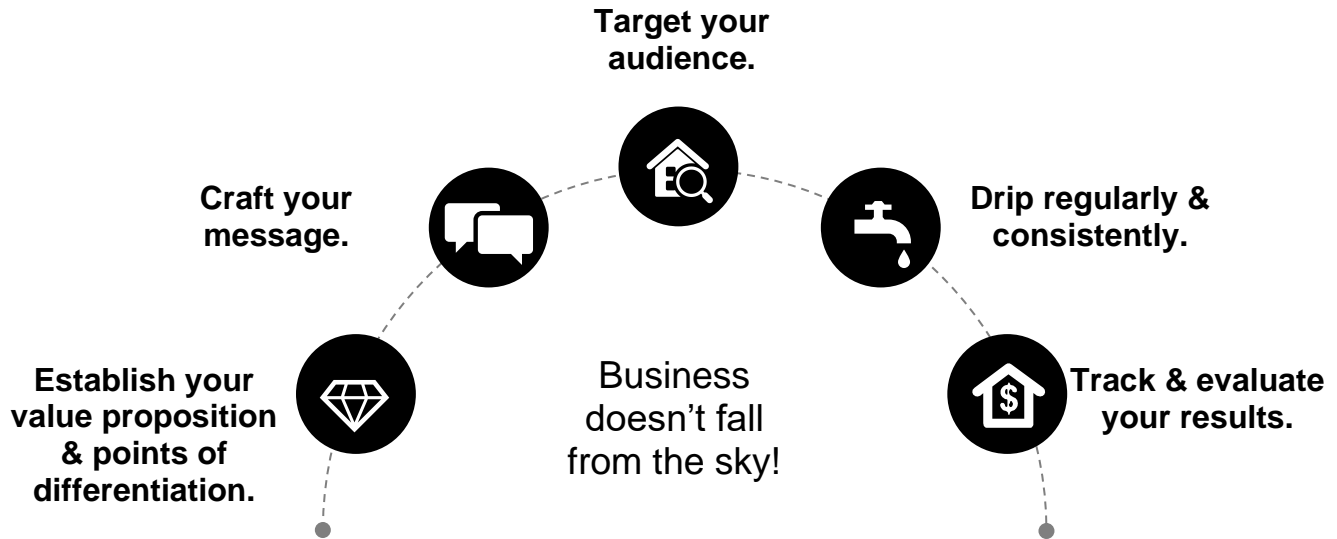 Establish your
value proposition
& points of
differentiation.
Craft your
message.
Target your
audience.
Drip regularly &
consistently.
Track & evaluate
your results.
Business
doesn’t fall
from the sky!